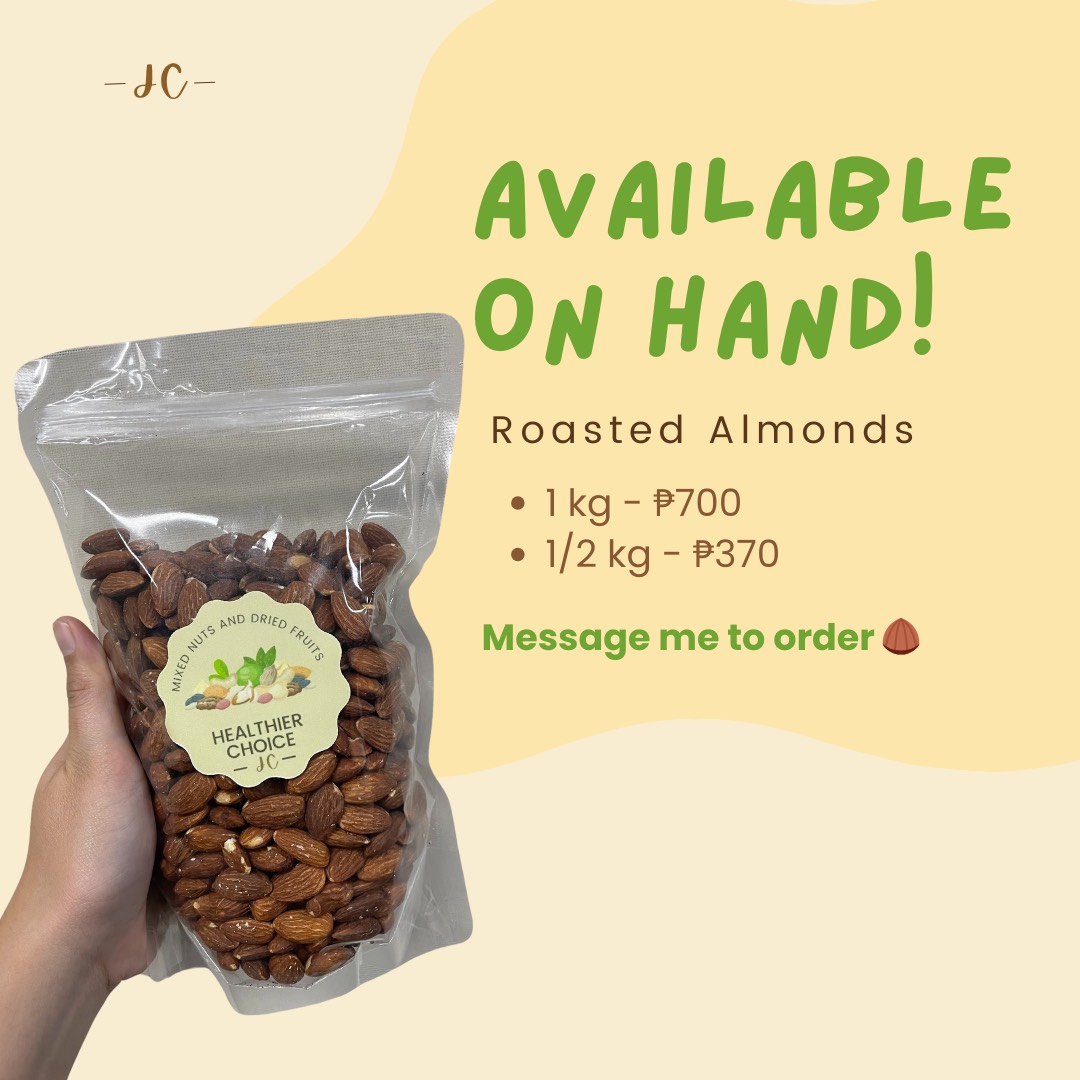 -JC-
AVAILABLE
ON HAND!
Roasted Almonds
• 1 kg - ₱700
• 1/2 kg - ₱370
Message me to order
MIXED NUTS AND DRIED FRUITS
HEALTHIER
CHOICE
-JC-